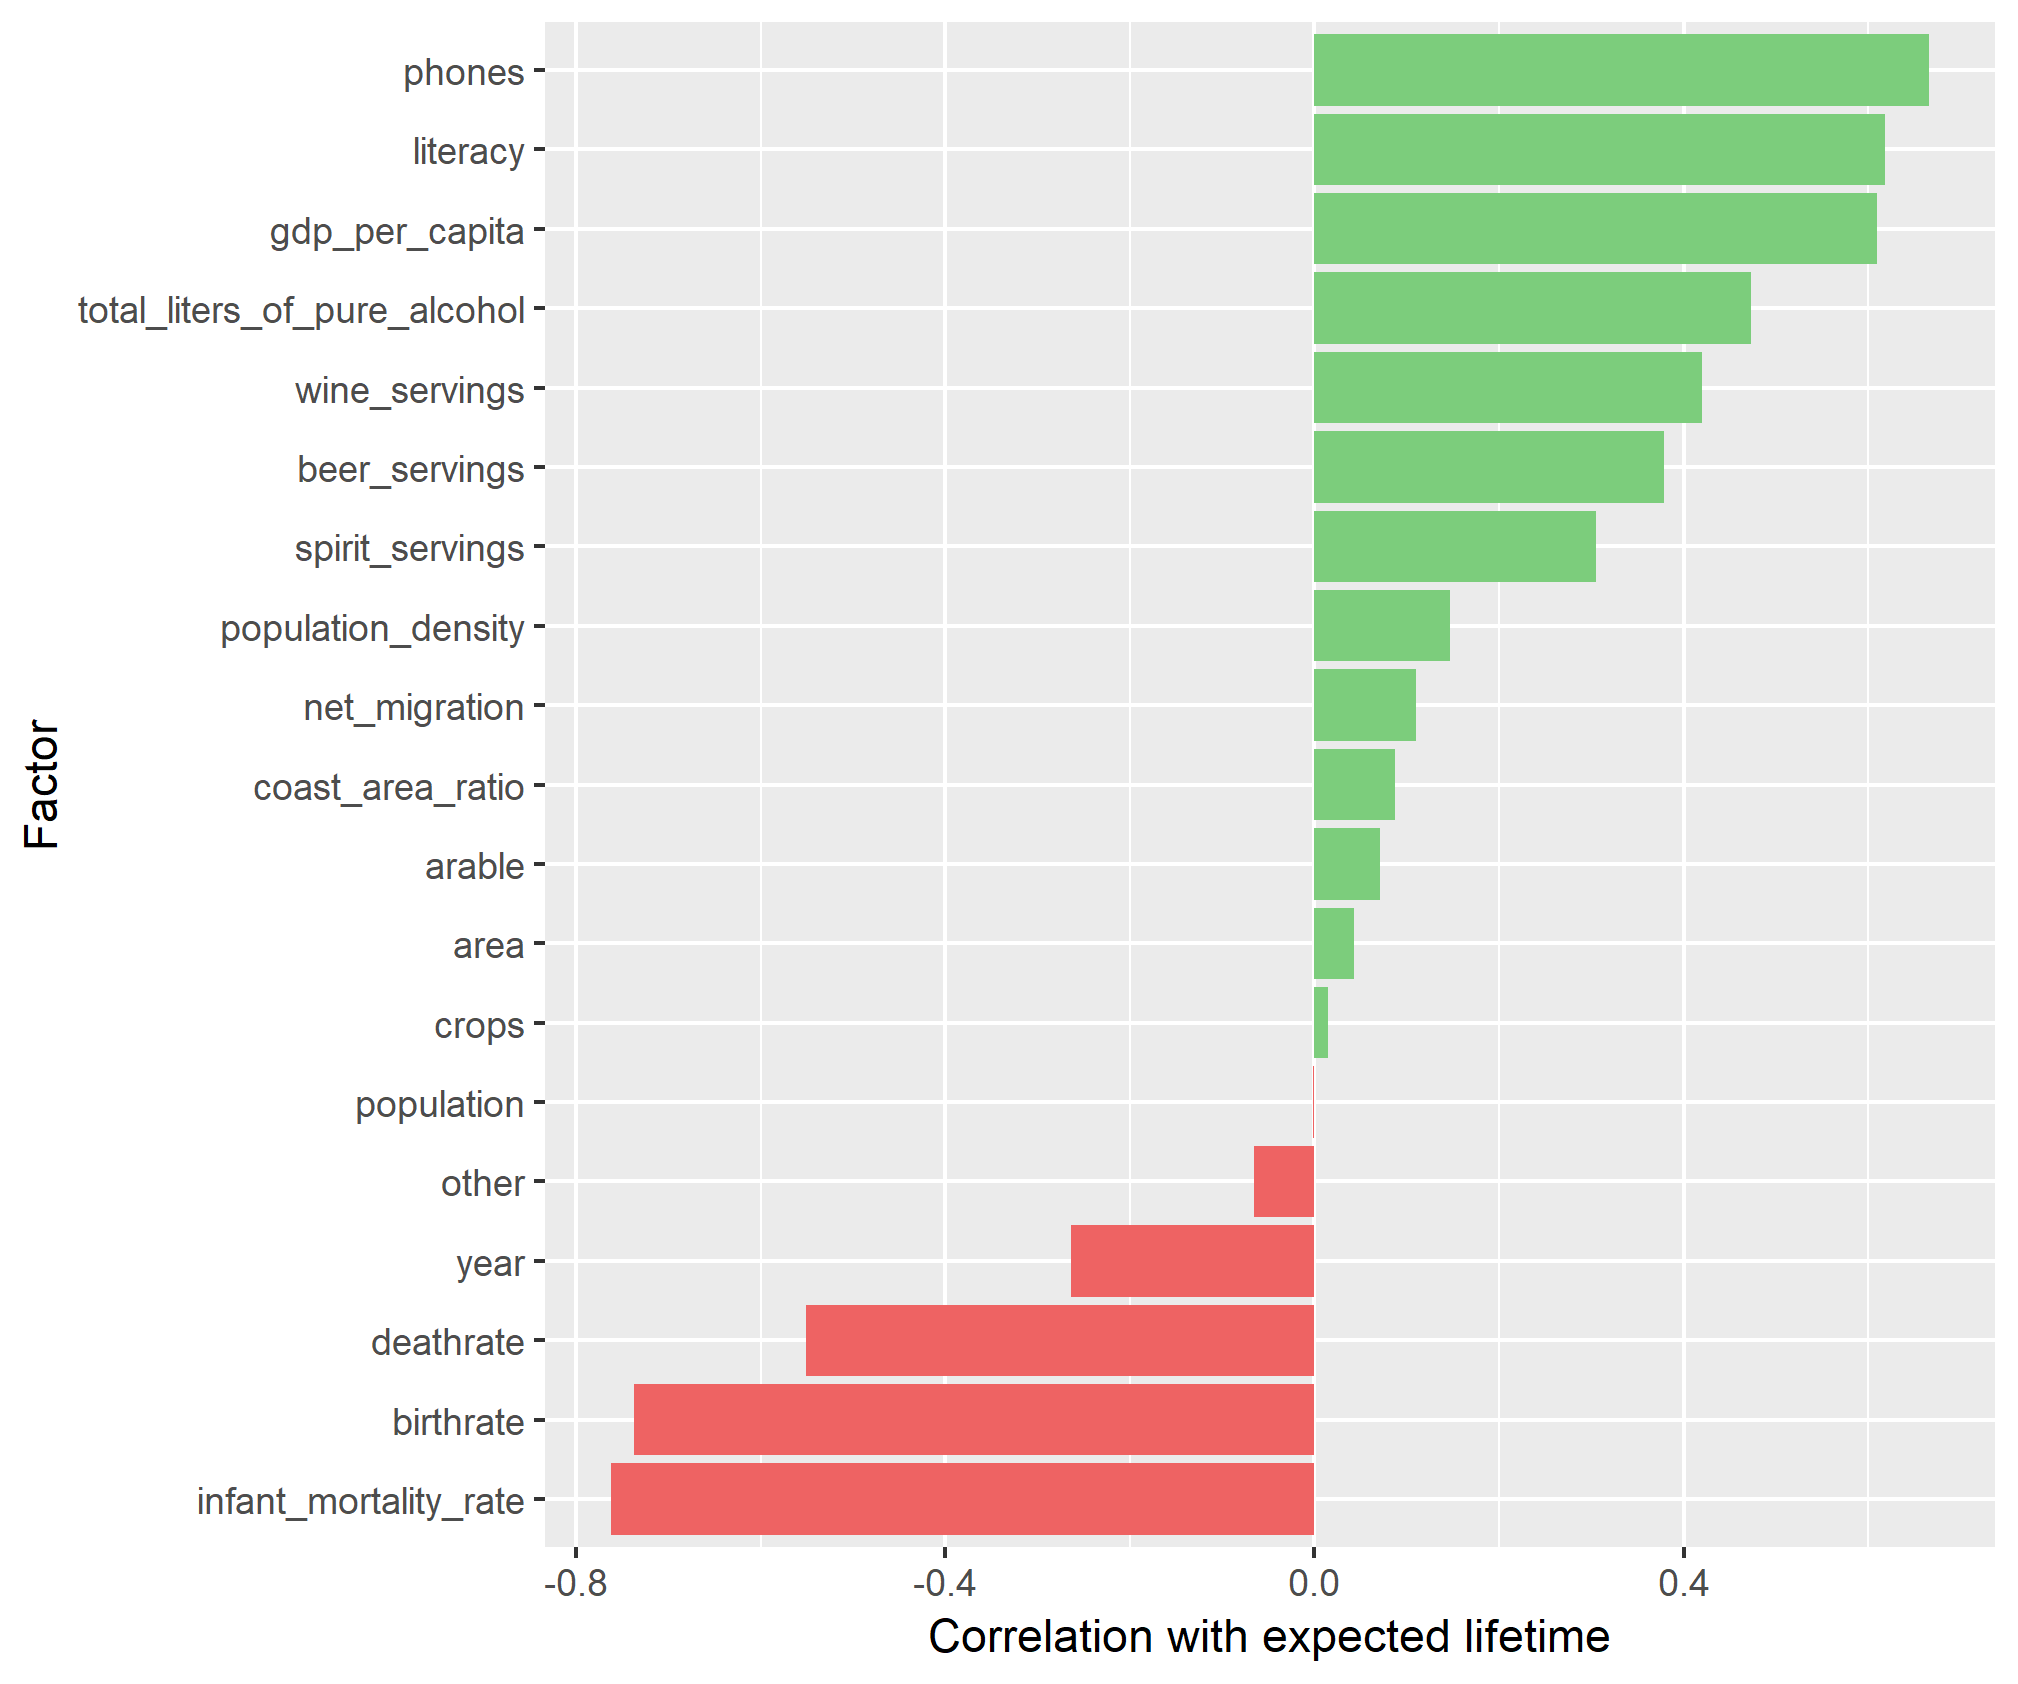 phones
literacy
gdp_per_capita
total_liters_of_pure_alcohol
wine_servings
beer_servings
spirit_servings
population_density
net_migration
coast_area_ratio
arable
area
crops
population
other
year
deathrate
birthrate
infant_mortality_rate
Factor
-0.8 -0.4 0.0 0.4
Correlation with expected lifetime